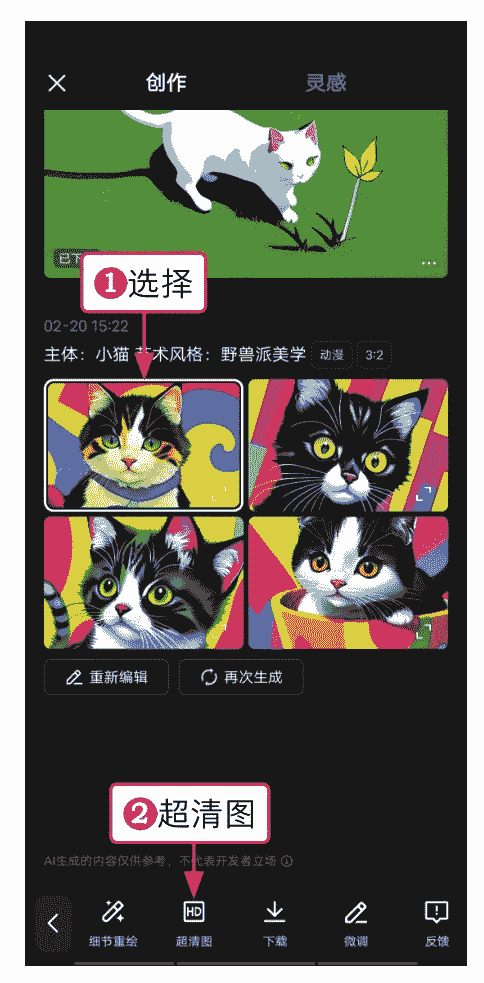 创作 灵感
已下
❶选择
02-20 15:22
主体：小猫 艺术风格：野兽派美学 动漫 3:2
重新编辑 再次生成
❷超清图
AI生成的内容仅供参考，不代表开发者立场
HD
细节重绘 超清图 下载 微调 反馈